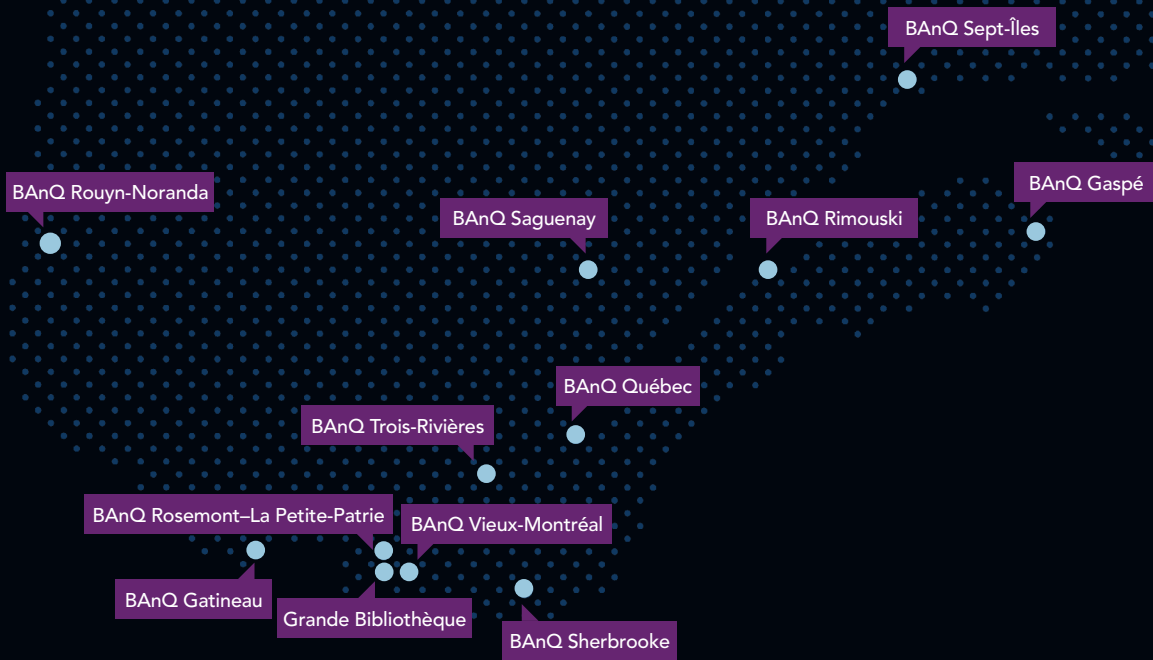 BAnQ Sept-Îles
BAnQ Rouyn-Noranda
BAnQ Gaspé
BAnQ Saguenay
BAnQ Rimouski
BAnQ Québec
BAnQ Trois-Rivières
BAnQ Rosemont–La Petite-Patrie
BAnQ Vieux-Montréal
BAnQ Gatineau
Grande Bibliothèque
BAnQ Sherbrooke